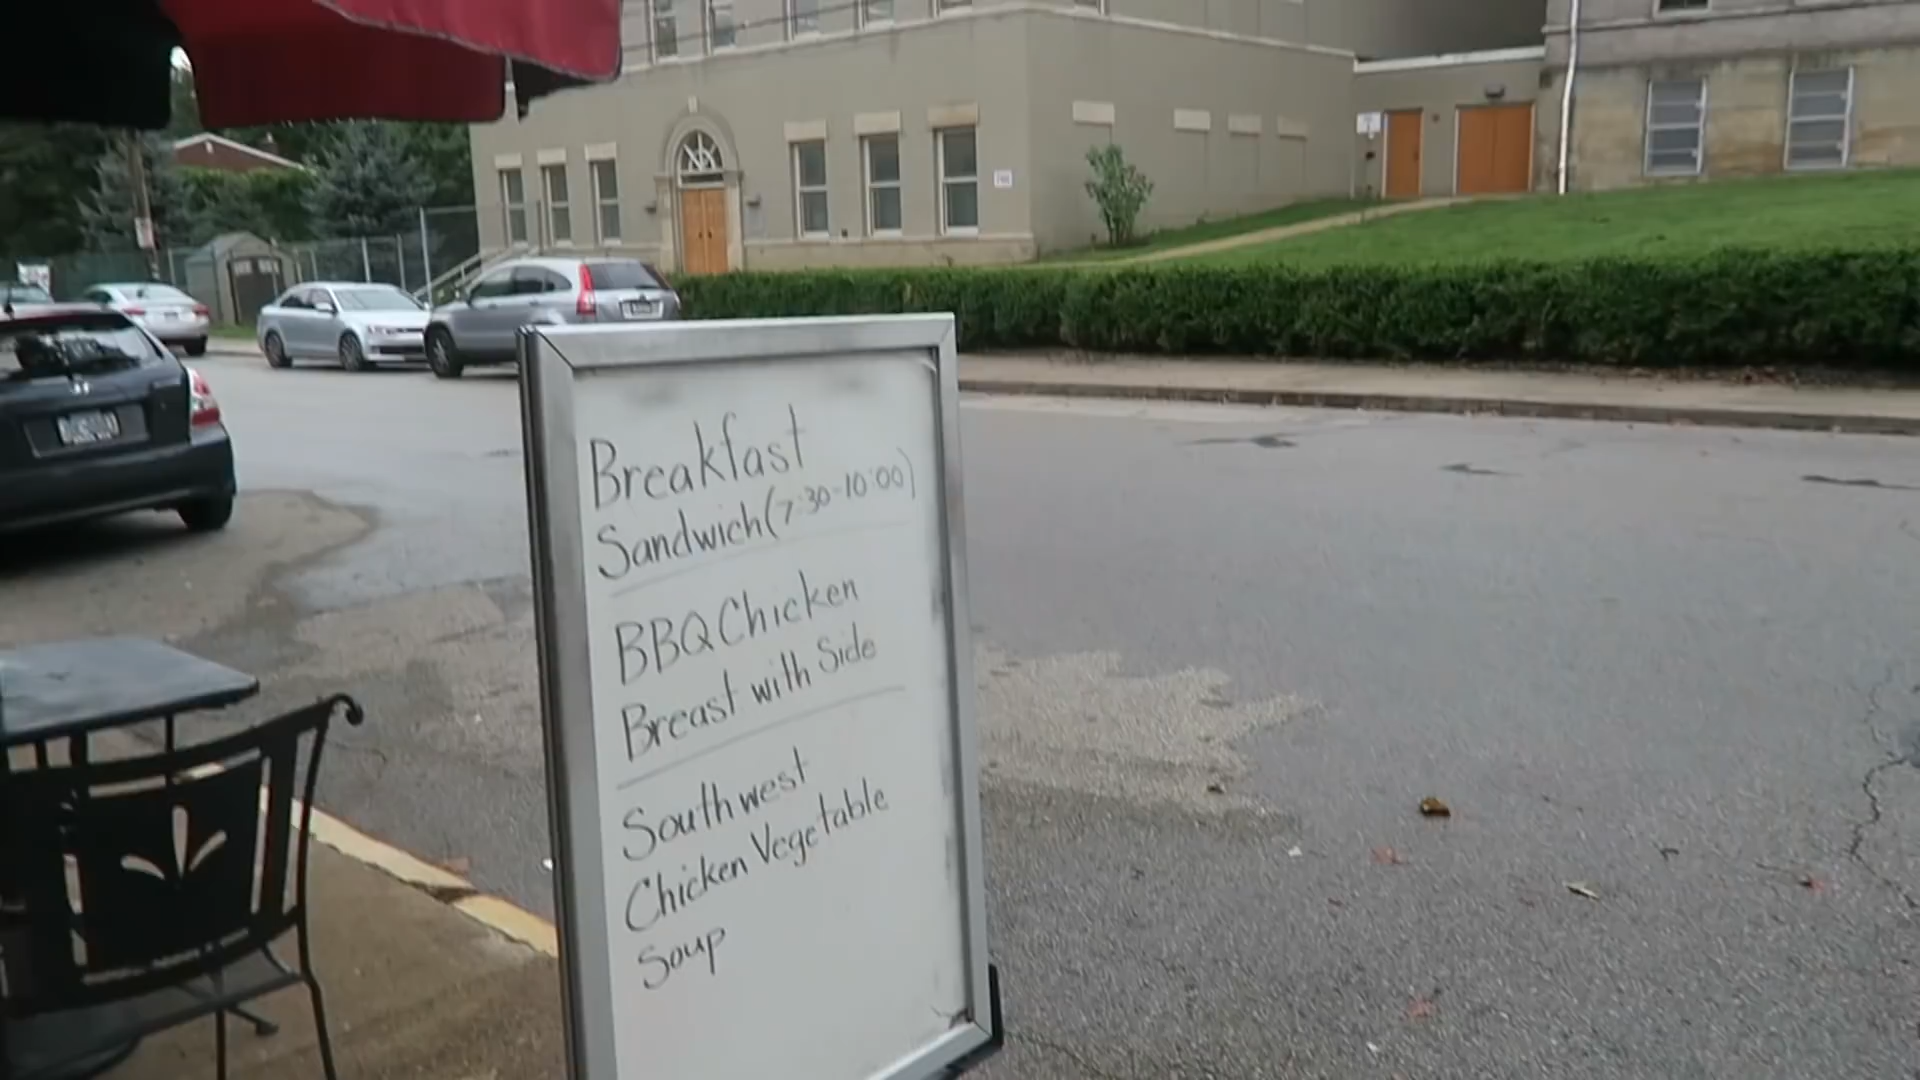 Breakfast
Sandwich (7:30-10:00)
BBQ Chicken
Breast with Side
Southwest
Chicken Vegetable
Soup